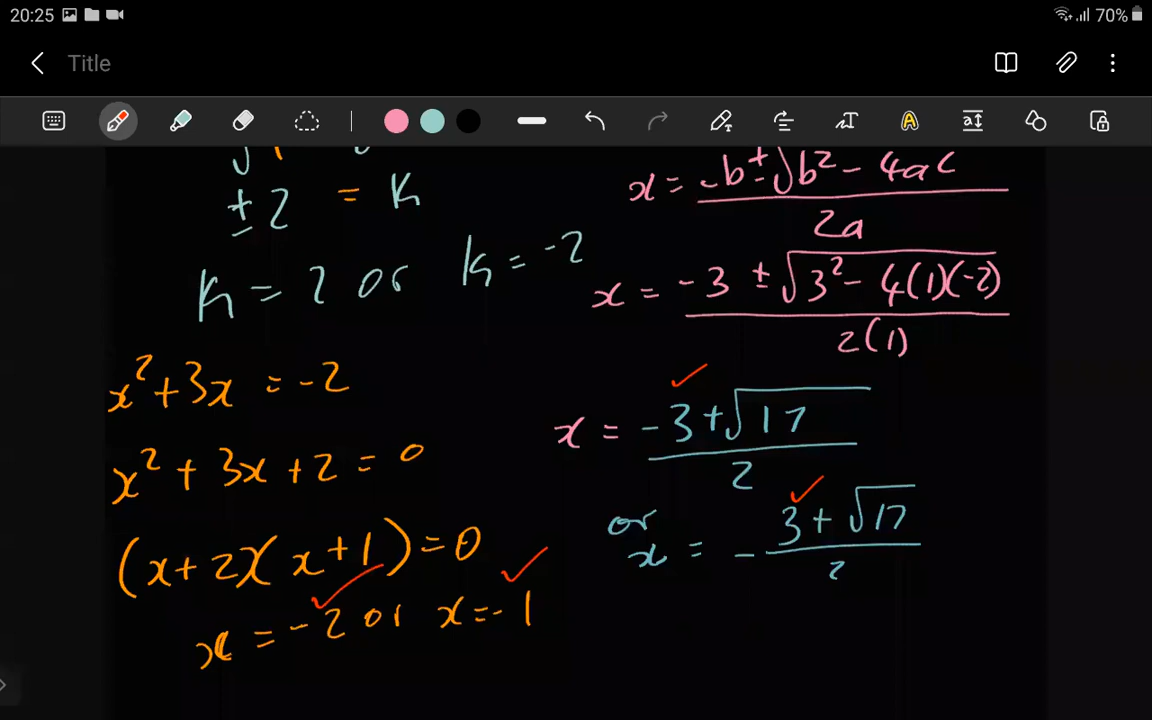 20:25 70%
Title
±2 = k
k = 2 or k = -2
x² + 3x = -2
x² + 3x + 2 = 0
(x + 2)(x + 1) = 0
x = -2 or x = -1
x = (-b ± √(b² - 4ac)) / 2a
x = (-3 ± √(3² - 4(1)(-2))) / 2(1)
x = (-3 + √17) / 2
or
x = - (3 + √17) / 2